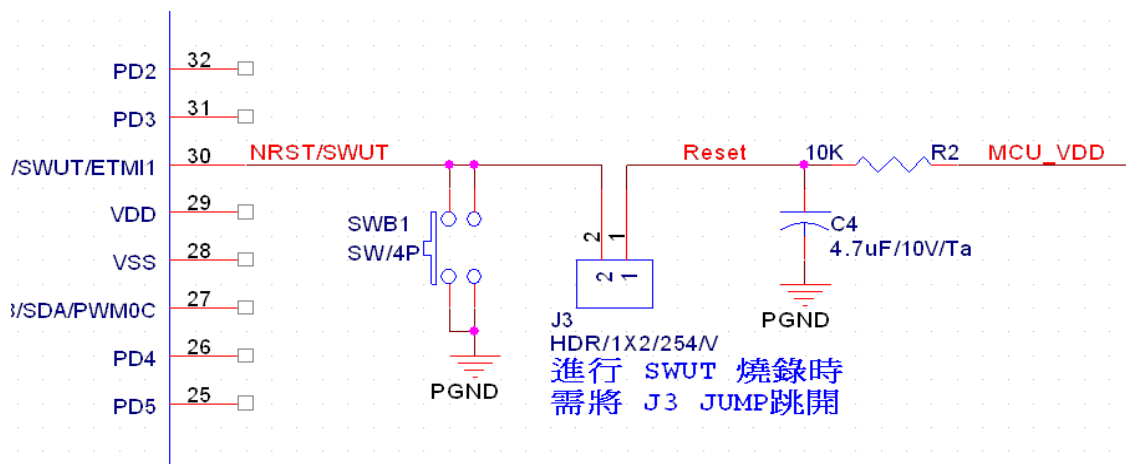 PD2
32
PD3
31
/SWUT/ETMI1
30
NRST/SWUT
Reset
10K
R2
MCU_VDD
VDD
29
VSS
28
3/SDA/PWM0C
27
PD4
26
PD5
25
SWB1
SW/4P
PGND
2
1
2
1
J3
HDR/1X2/254/V
進行 SWUT 燒錄時
需將 J3 JUMP跳開
C4
4.7uF/10V/Ta
PGND